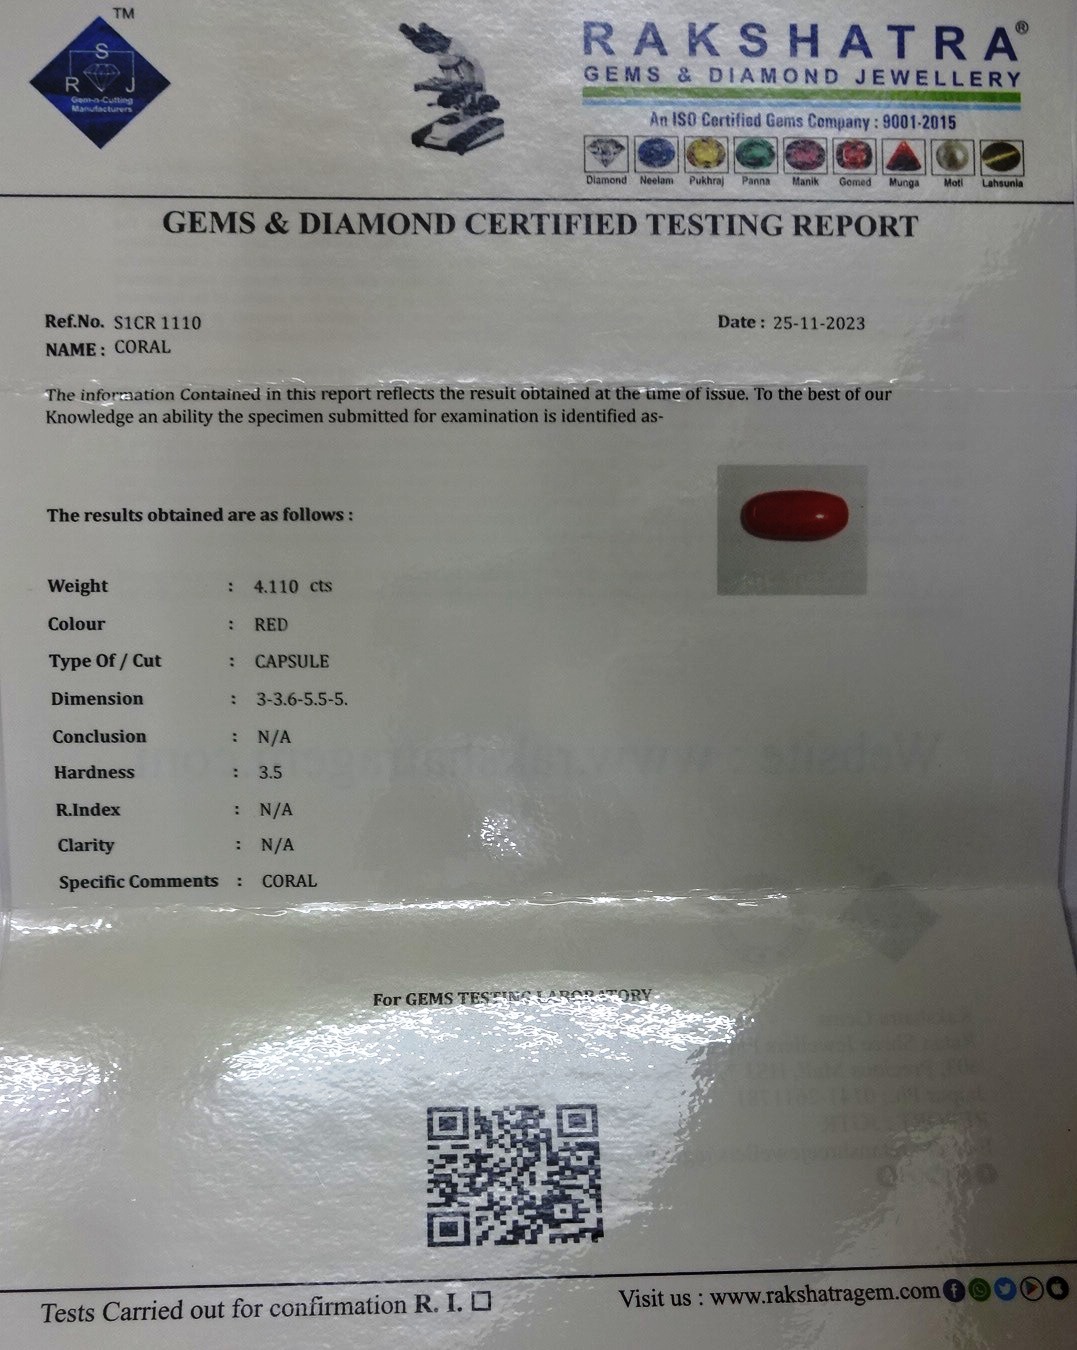 TM
S
R J
Gem-n-Cutting
Manufacturers
RAKSHATRA®
GEMS & DIAMOND JEWELLERY
An ISO Certified Gems Company : 9001-2015
Diamond Neelam Pukhraj Panna Manik Gomed Munga Moti Lahsunia
GEMS & DIAMOND CERTIFIED TESTING REPORT
Ref.No. S1CR 1110 Date : 25-11-2023
NAME : CORAL
The information Contained in this report reflects the result obtained at the time of issue. To the best of our
Knowledge an ability the specimen submitted for examination is identified as-
The results obtained are as follows :
Weight : 4.110 cts
Colour : RED
Type Of / Cut : CAPSULE
Dimension : 3-3.6-5.5-5.
Conclusion : N/A
Hardness : 3.5
R.Index : N/A
Clarity : N/A
Specific Comments : CORAL
For GEMS TESTING LABORATORY
Tests Carried out for confirmation R. I. ☐
Visit us : www.rakshatragem.com